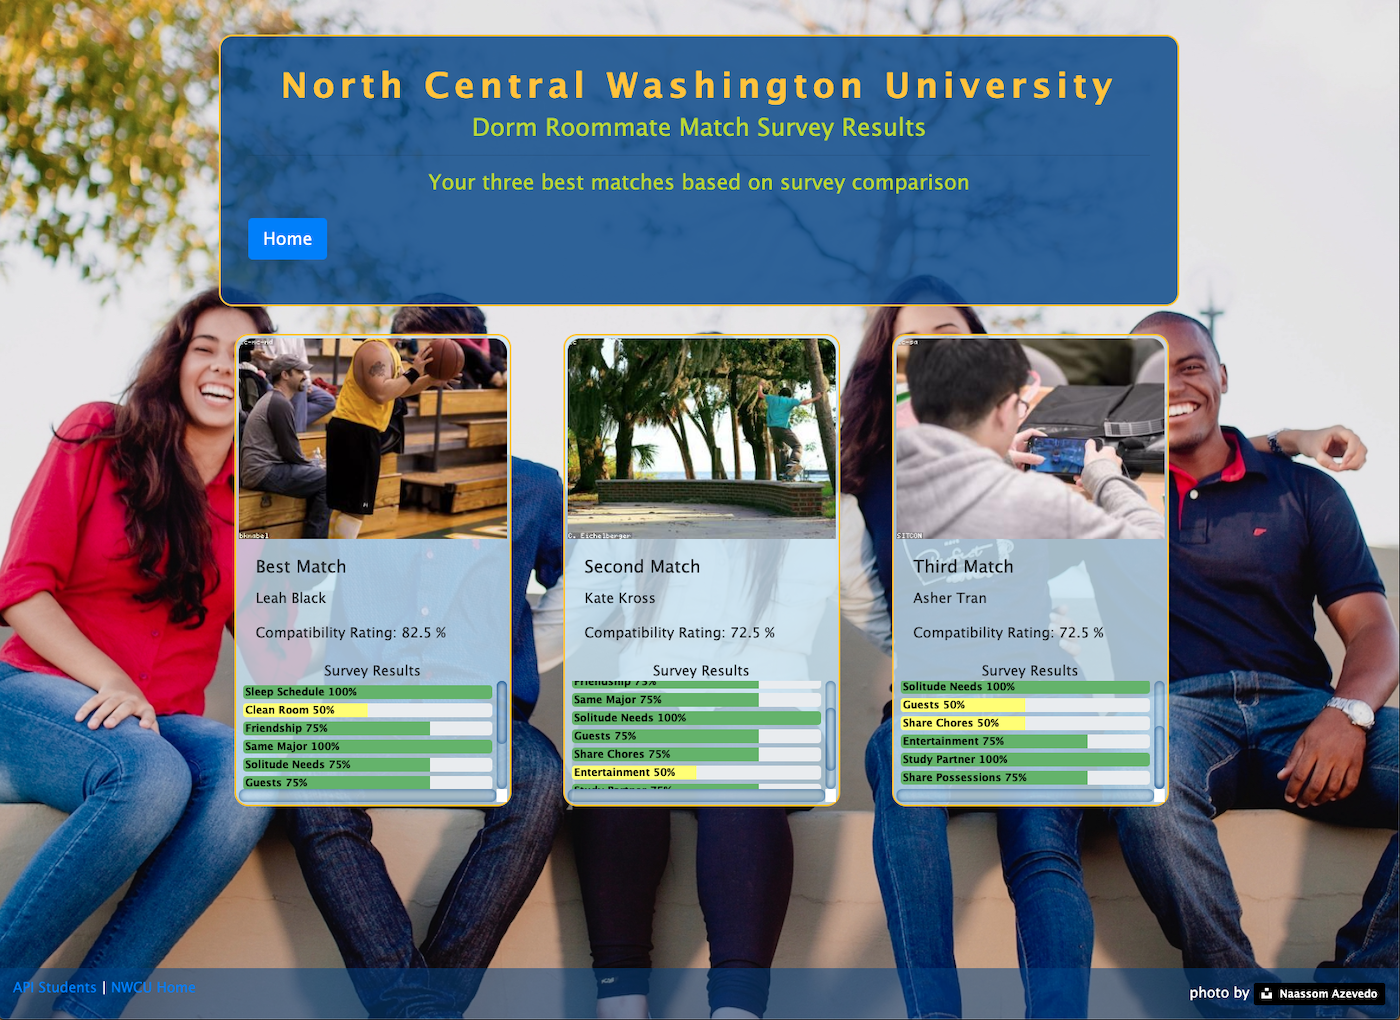 North Central Washington University
Dorm Roommate Match Survey Results
Your three best matches based on survey comparison
Home
bknabel
Best Match
Leah Black
Compatibility Rating: 82.5 %
Survey Results
Sleep Schedule 100%
Clean Room 50%
Friendship 75%
Same Major 100%
Solitude Needs 75%
Guests 75%
C. Eichelberger
Second Match
Kate Kross
Compatibility Rating: 72.5 %
Survey Results
Friendship 75%
Same Major 75%
Solitude Needs 100%
Guests 75%
Share Chores 75%
Entertainment 50%
Study Partner 75%
SITCON
Third Match
Asher Tran
Compatibility Rating: 72.5 %
Survey Results
Solitude Needs 100%
Guests 50%
Share Chores 50%
Entertainment 75%
Study Partner 100%
Share Possessions 75%
API Students | NWCU Home
photo by Naassom Azevedo